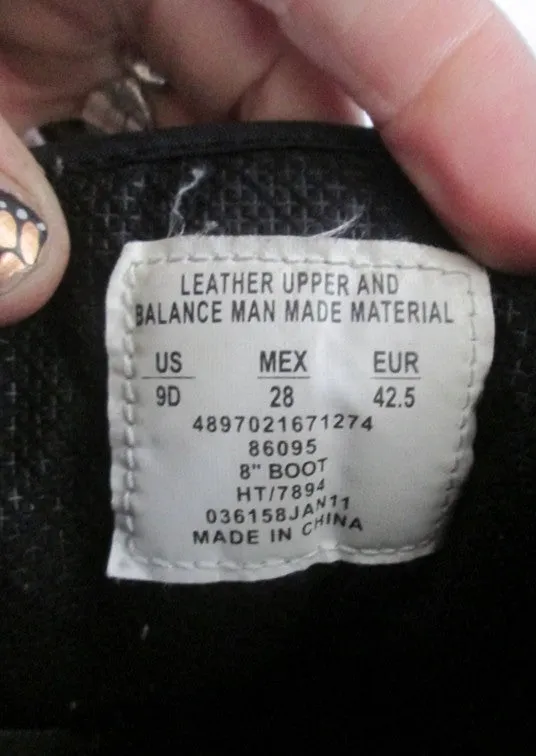 LEATHER UPPER AND
BALANCE MAN MADE MATERIAL
US MEX EUR
9D 28 42.5
4897021671274
86095
8" BOOT
HT/7894
036158JAN11
MADE IN CHINA